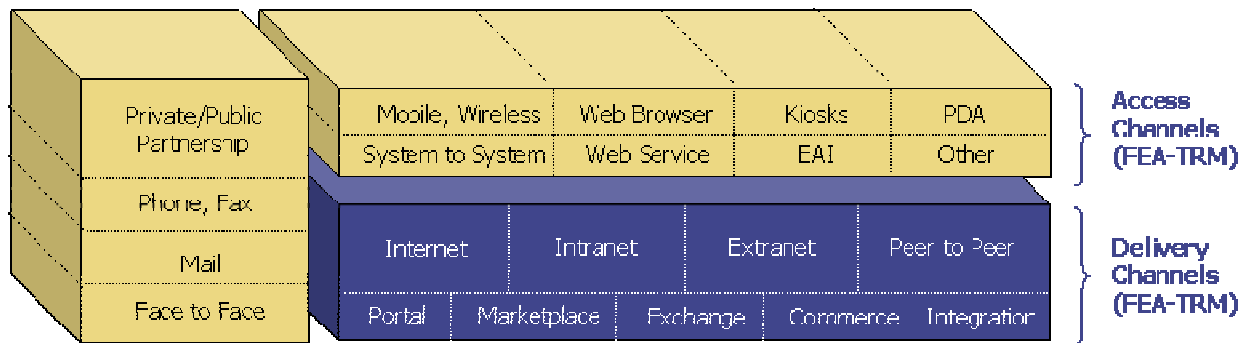 Private/Public
Partnership
Phone, Fax
Mail
Face to Face
Mobile, Wireless
Web Browser
Kiosks
PDA
System to System
Web Service
EAI
Other
Access
Channels
(FEA-TRM)
Internet
Intranet
Extranet
Peer to Peer
Portal
Marketplace
Exchange
Commerce
Integration
Delivery
Channels
(FEA-TRM)